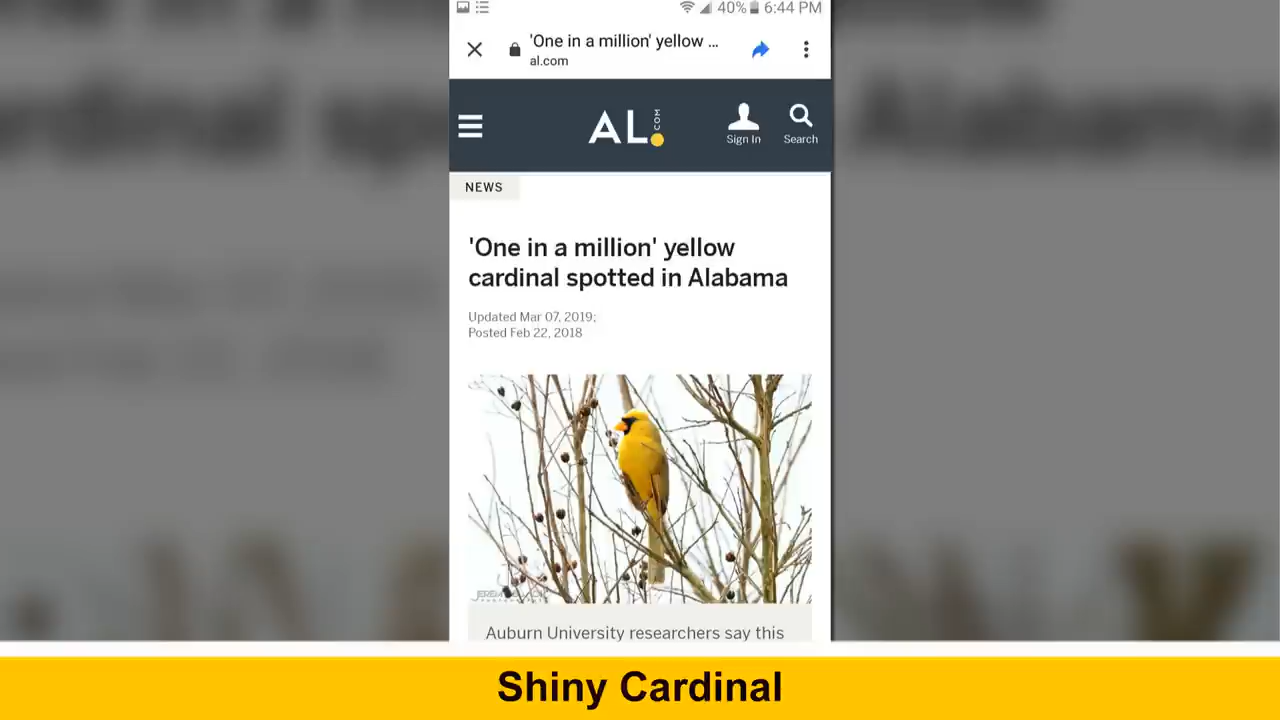 40% 6:44 PM
'One in a million' yellow ...
al.com
AL.COM
Sign In
Search
NEWS
'One in a million' yellow
cardinal spotted in Alabama
Updated Mar 07, 2019;
Posted Feb 22, 2018
Auburn University researchers say this
Shiny Cardinal